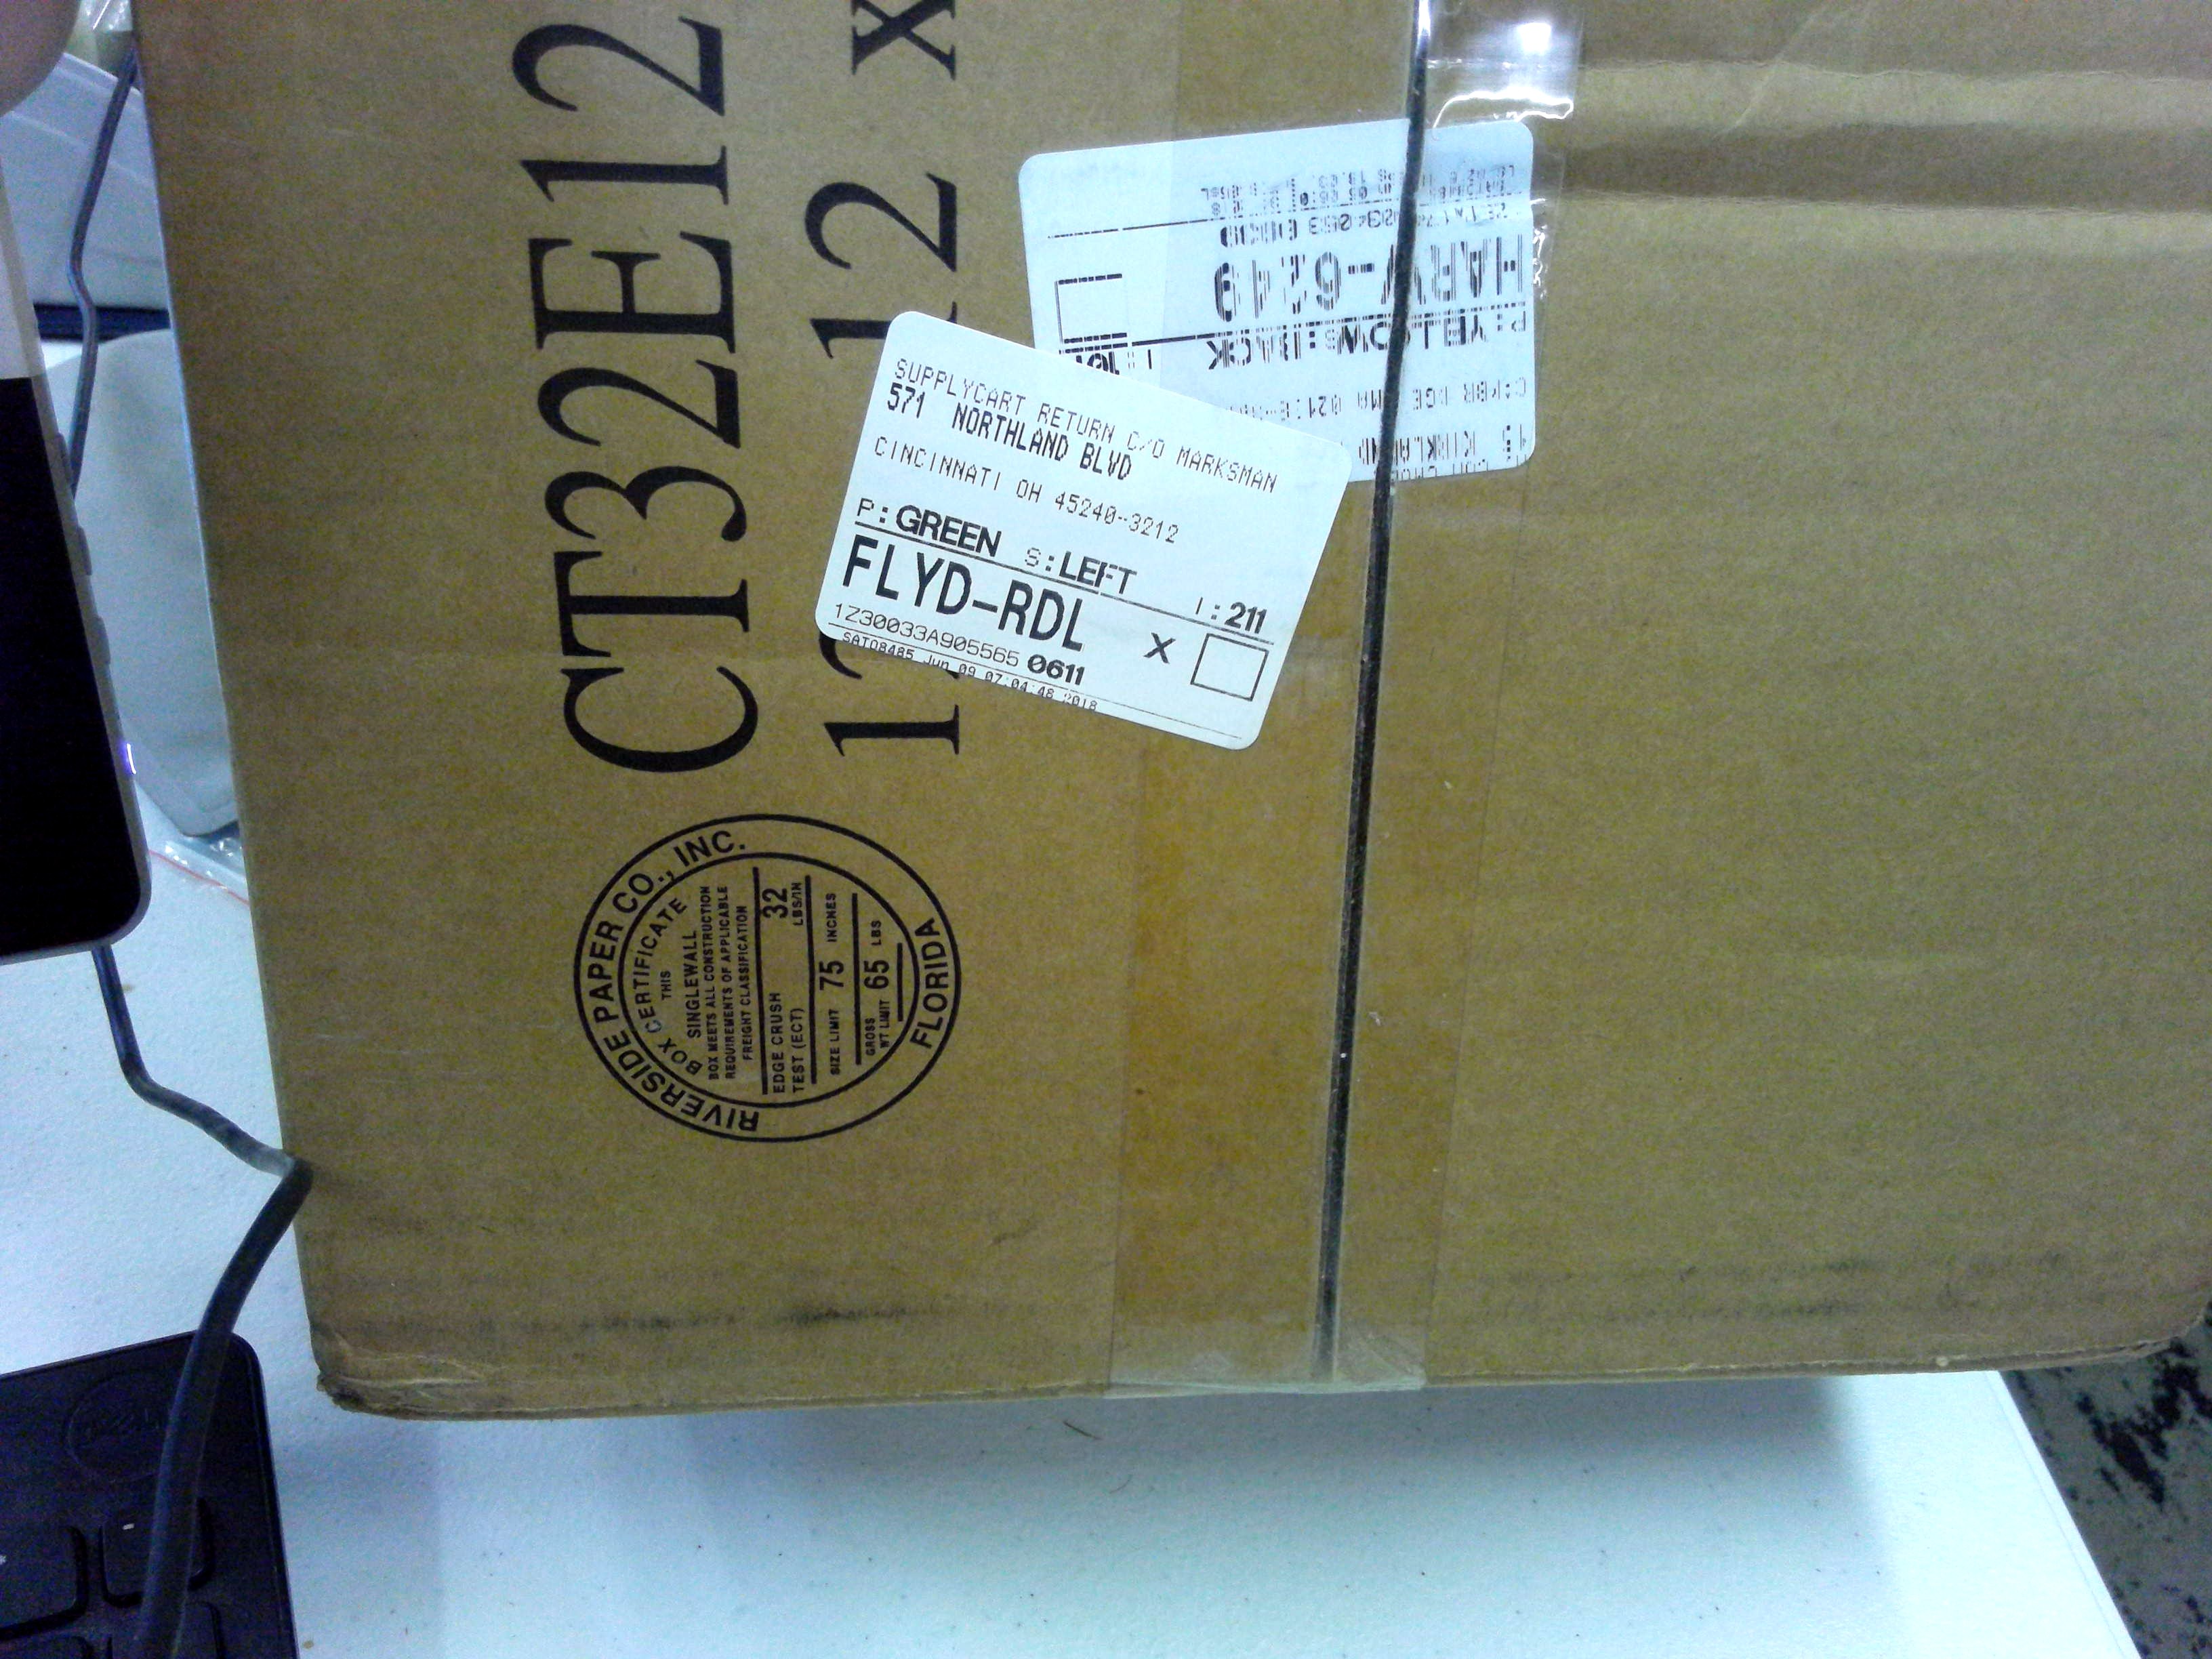 CT32E12
12 x 12 x
SUPPLYCART RETURN C/O MARKSMAN
571 NORTHLAND BLVD
CINCINNATI OH 45240-3212
P:GREEN S:LEFT I:211
FLYD-RDL X
1Z30033A905565 0611
SAT08485 Jun 09 07:04:48 2018
HARV-6249
P:YELLOW S:BACK
RIVERSIDE PAPER CO., INC.
BOX CERTIFICATE
THIS
SINGLEWALL
BOX MEETS ALL CONSTRUCTION
REQUIREMENTS OF APPLICABLE
FREIGHT CLASSIFICATION
EDGE CRUSH
TEST (ECT) 32 LBS/IN
SIZE LIMIT 75 INCHES
GROSS
WT LIMIT 65 LBS
FLORIDA